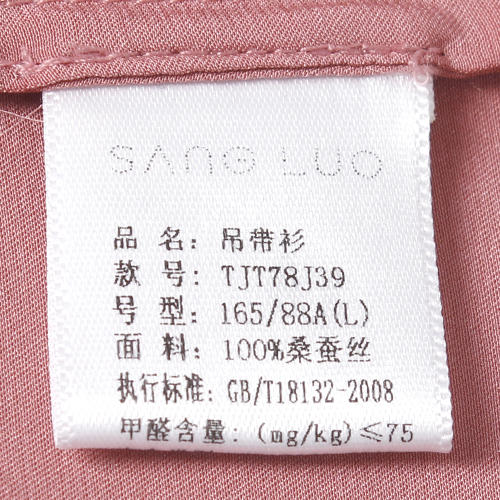 SANG LUO
品 名: 吊带衫
款 号: TJT78J39
号 型: 165/88A(L)
面 料: 100%桑蚕丝
执行标准: GB/T18132-2008
甲醛含量: (mg/kg)≤75